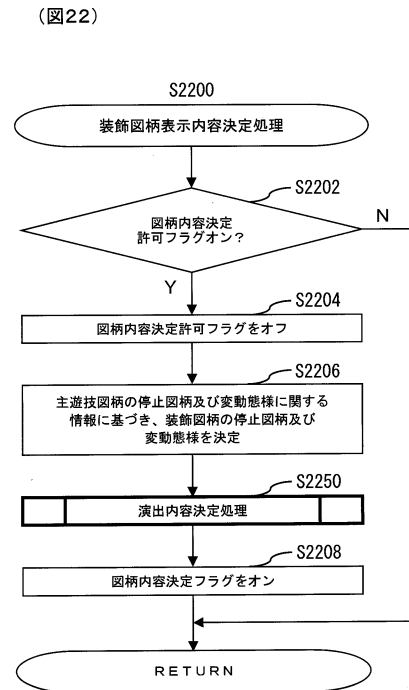 (図22)
S2200
装飾図柄表示内容決定処理
S2202
図柄内容決定
許可フラグオン?
N
Y
S2204
図柄内容決定許可フラグをオフ
S2206
主遊技図柄の停止図柄及び変動態様に関する
情報に基づき、装飾図柄の停止図柄及び
変動態様を決定
S2250
演出内容決定処理
S2208
図柄内容決定フラグをオン
RETURN